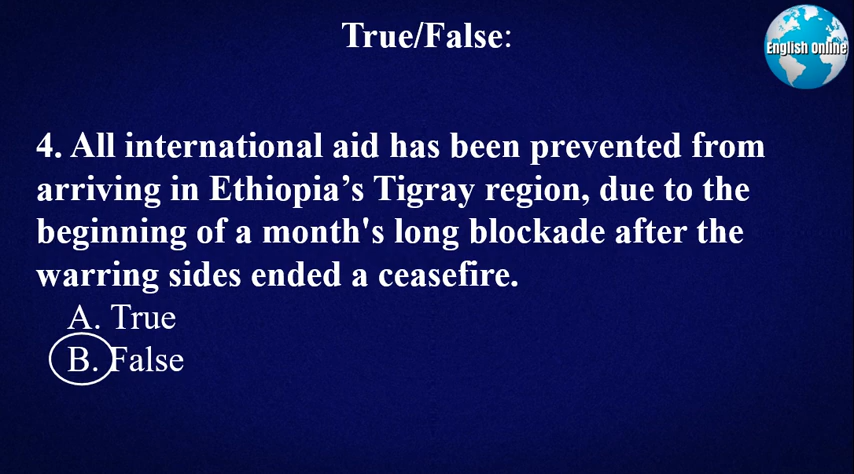 True/False:
English Online
4. All international aid has been prevented from
arriving in Ethiopia’s Tigray region, due to the
beginning of a month's long blockade after the
warring sides ended a ceasefire.
A. True
B. False